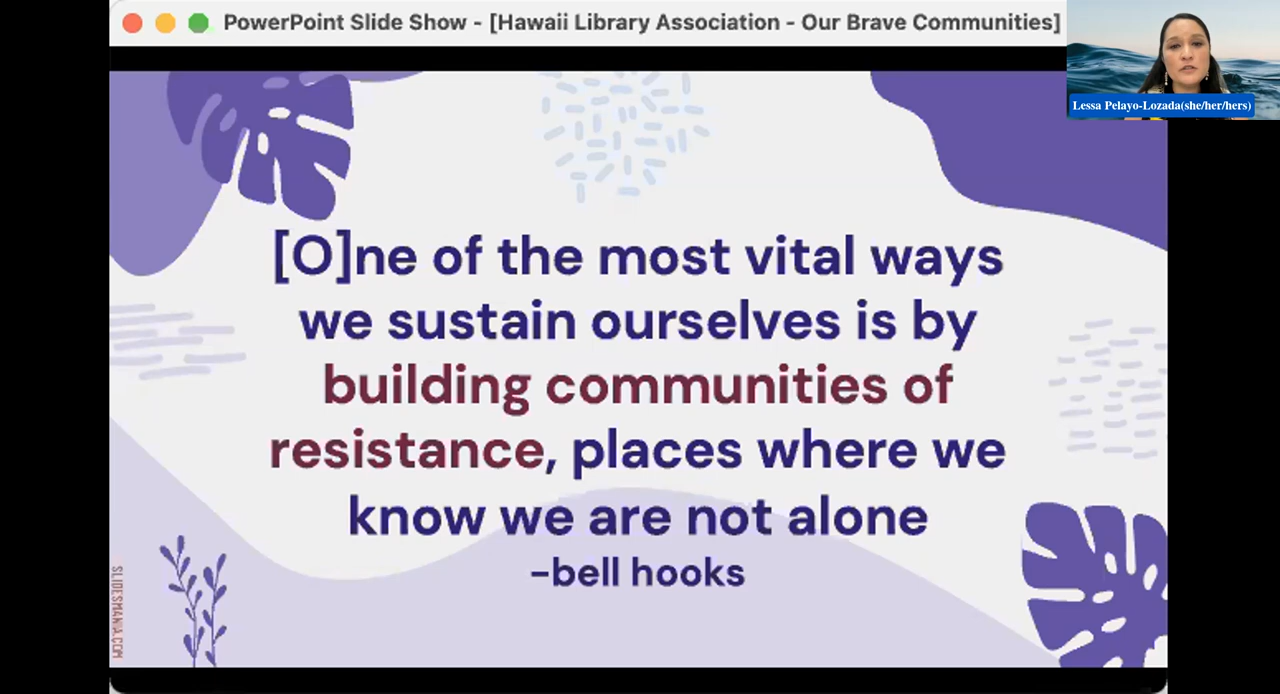 PowerPoint Slide Show - [Hawaii Library Association - Our Brave Communities]
Lessa Pelayo-Lozada(she/her/hers)
[O]ne of the most vital ways
we sustain ourselves is by
building communities of
resistance, places where we
know we are not alone
-bell hooks
SLIDESMANIA.COM